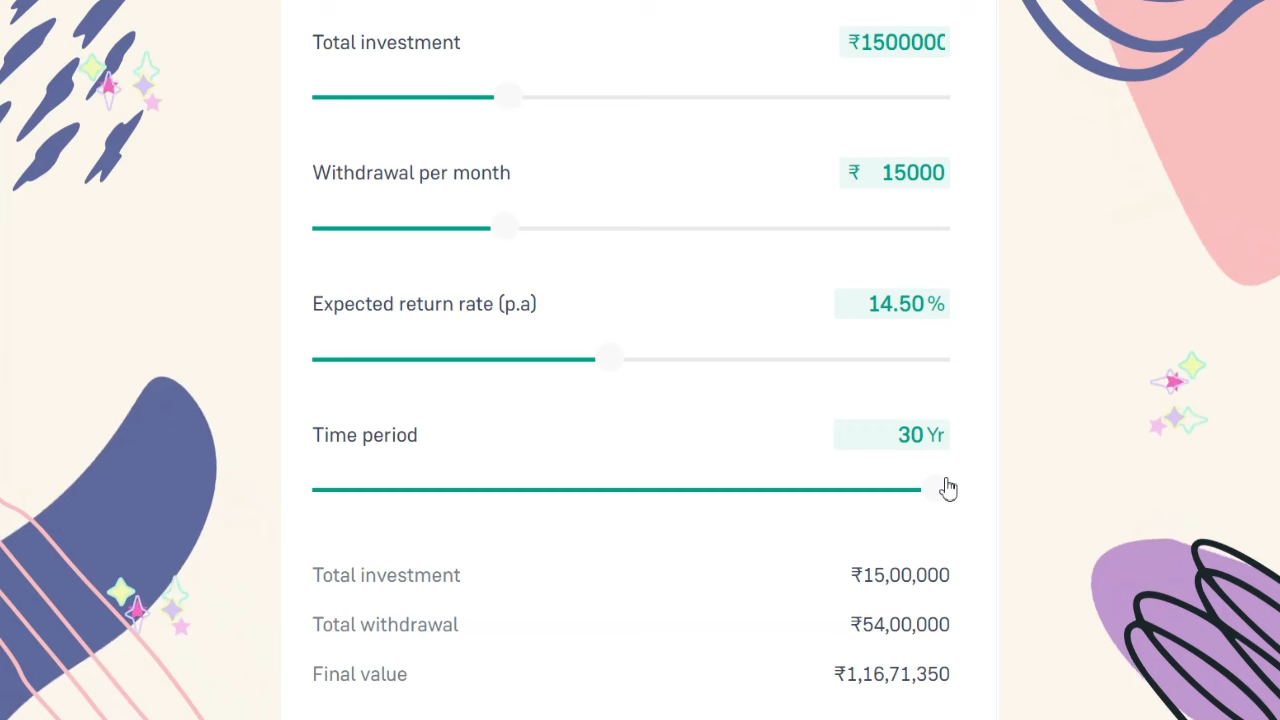 Total investment ₹1500000
Withdrawal per month ₹ 15000
Expected return rate (p.a) 14.50 %
Time period 30 Yr
Total investment ₹15,00,000
Total withdrawal ₹54,00,000
Final value ₹1,16,71,350